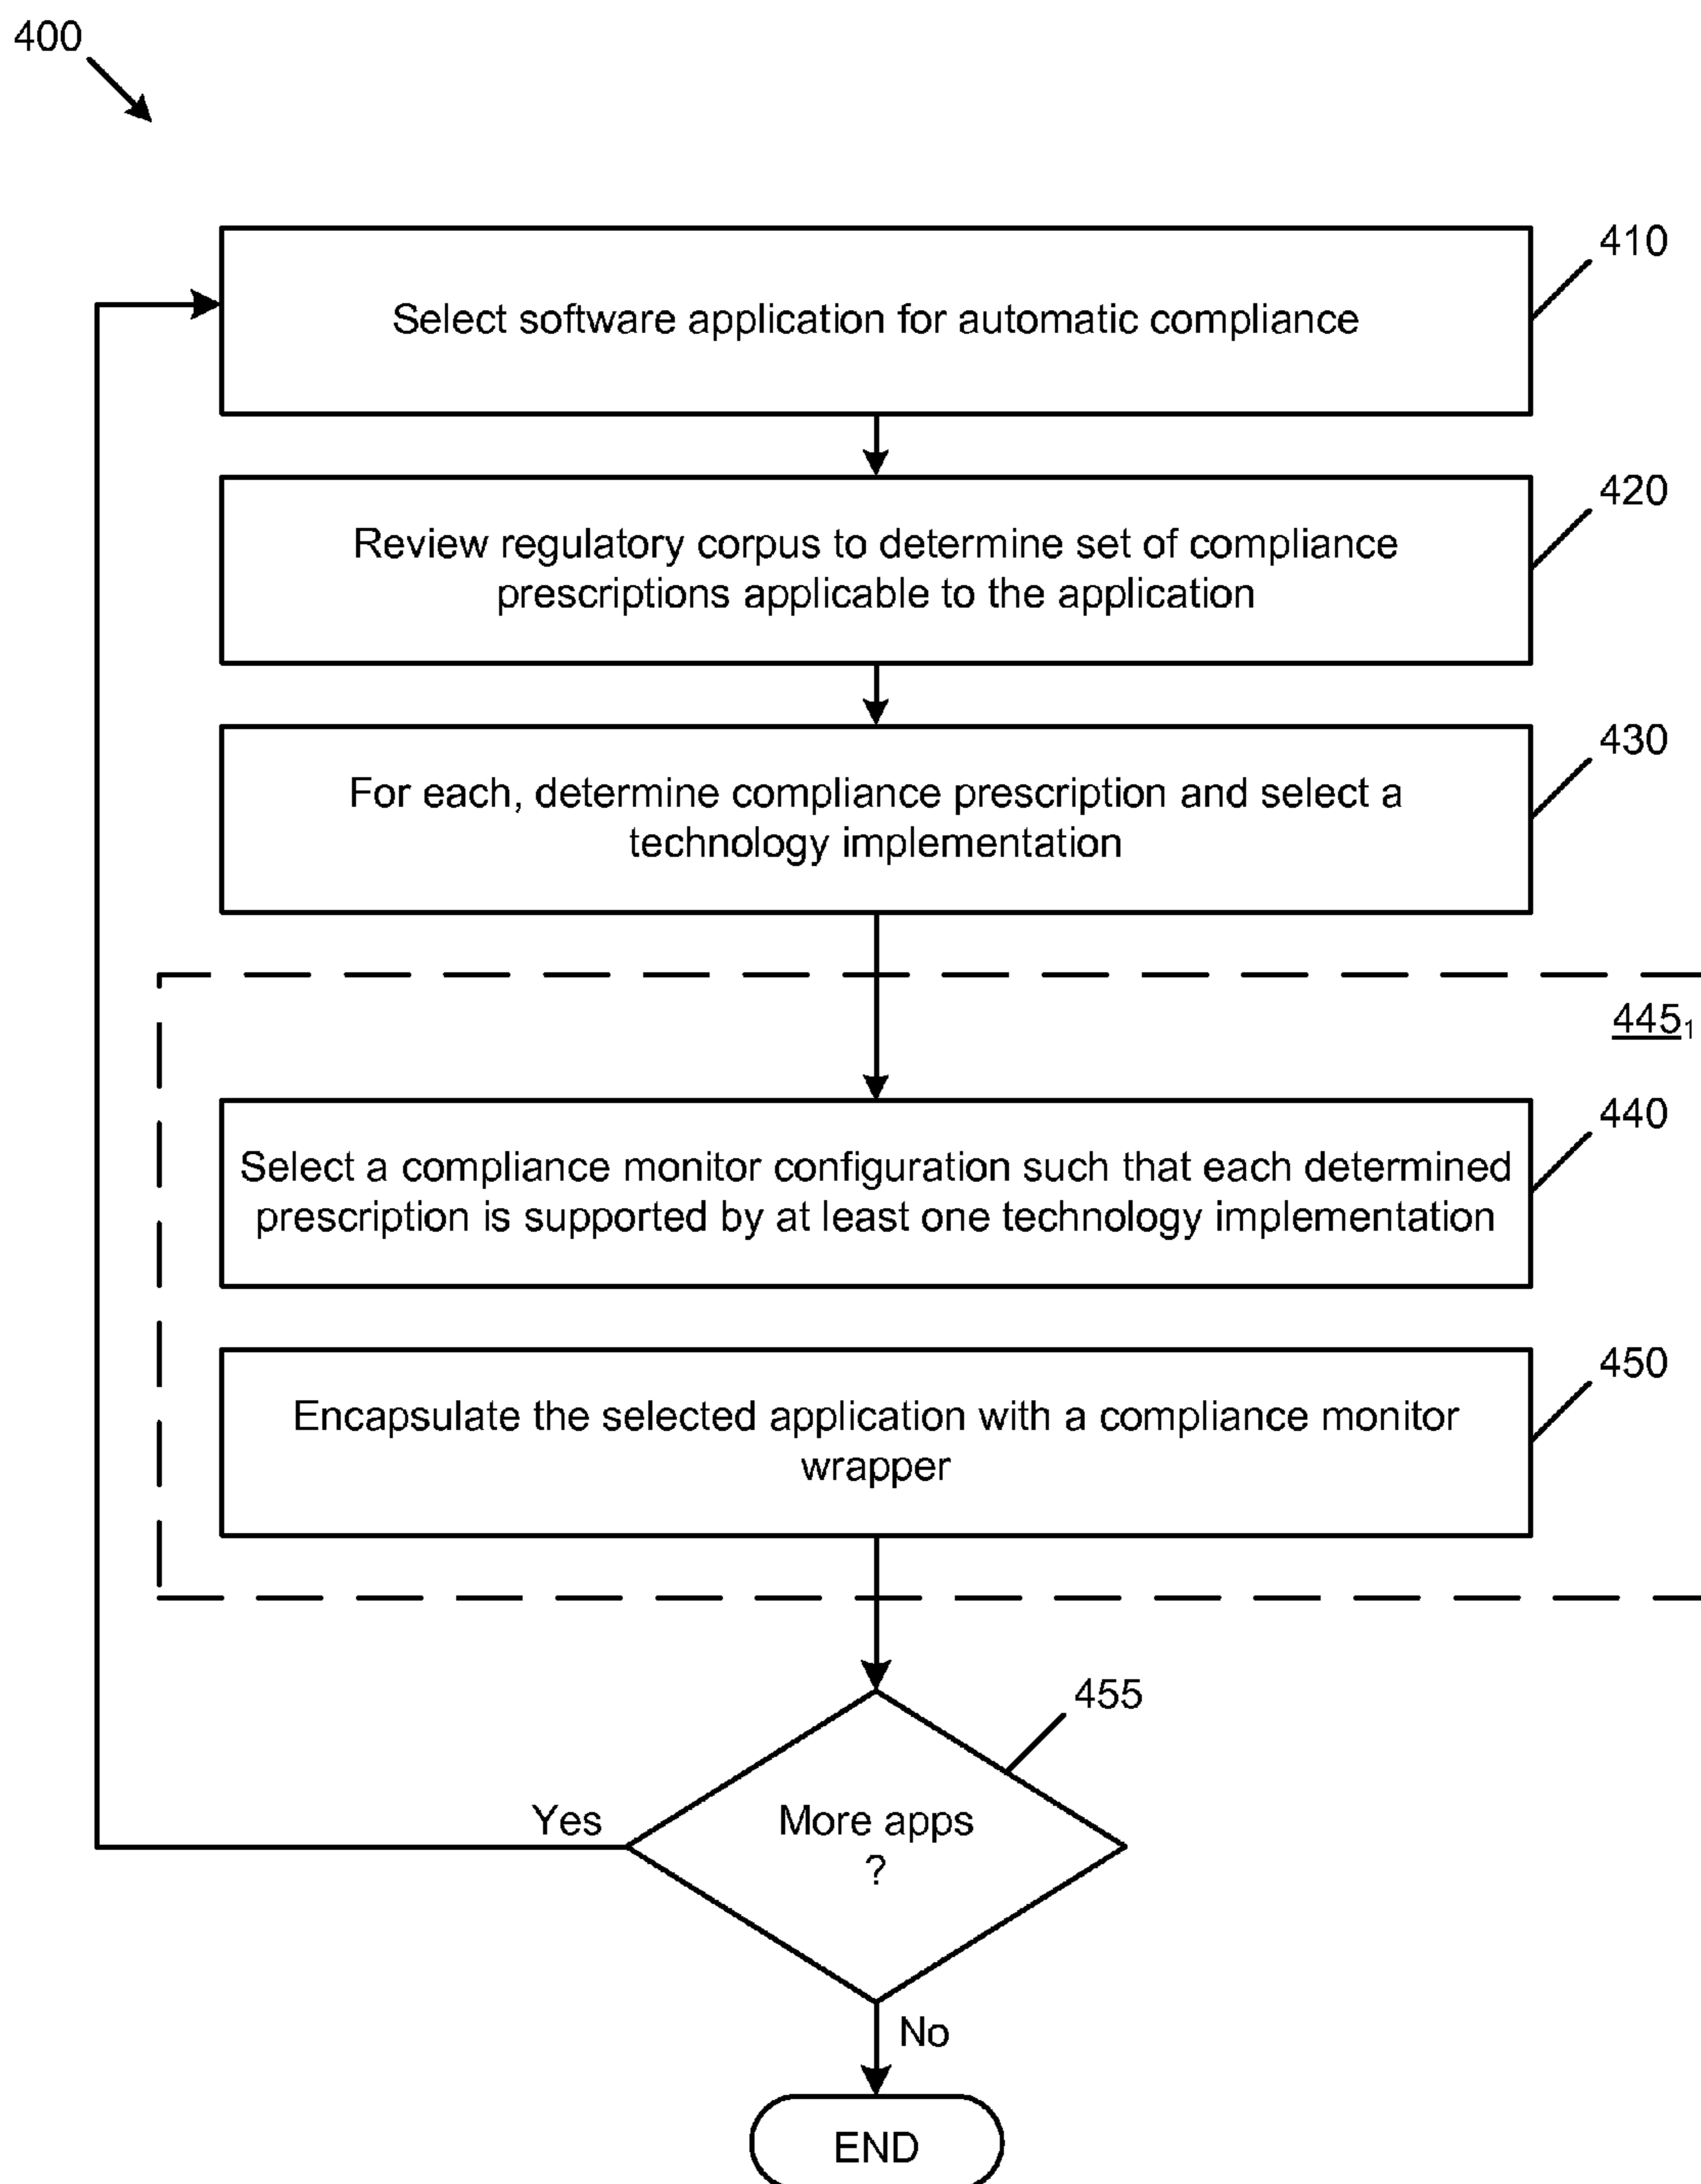 400
410
Select software application for automatic compliance
420
Review regulatory corpus to determine set of compliance
prescriptions applicable to the application
430
For each, determine compliance prescription and select a
technology implementation
445₁
440
Select a compliance monitor configuration such that each determined
prescription is supported by at least one technology implementation
450
Encapsulate the selected application with a compliance monitor
wrapper
455
Yes
More apps
?
No
END